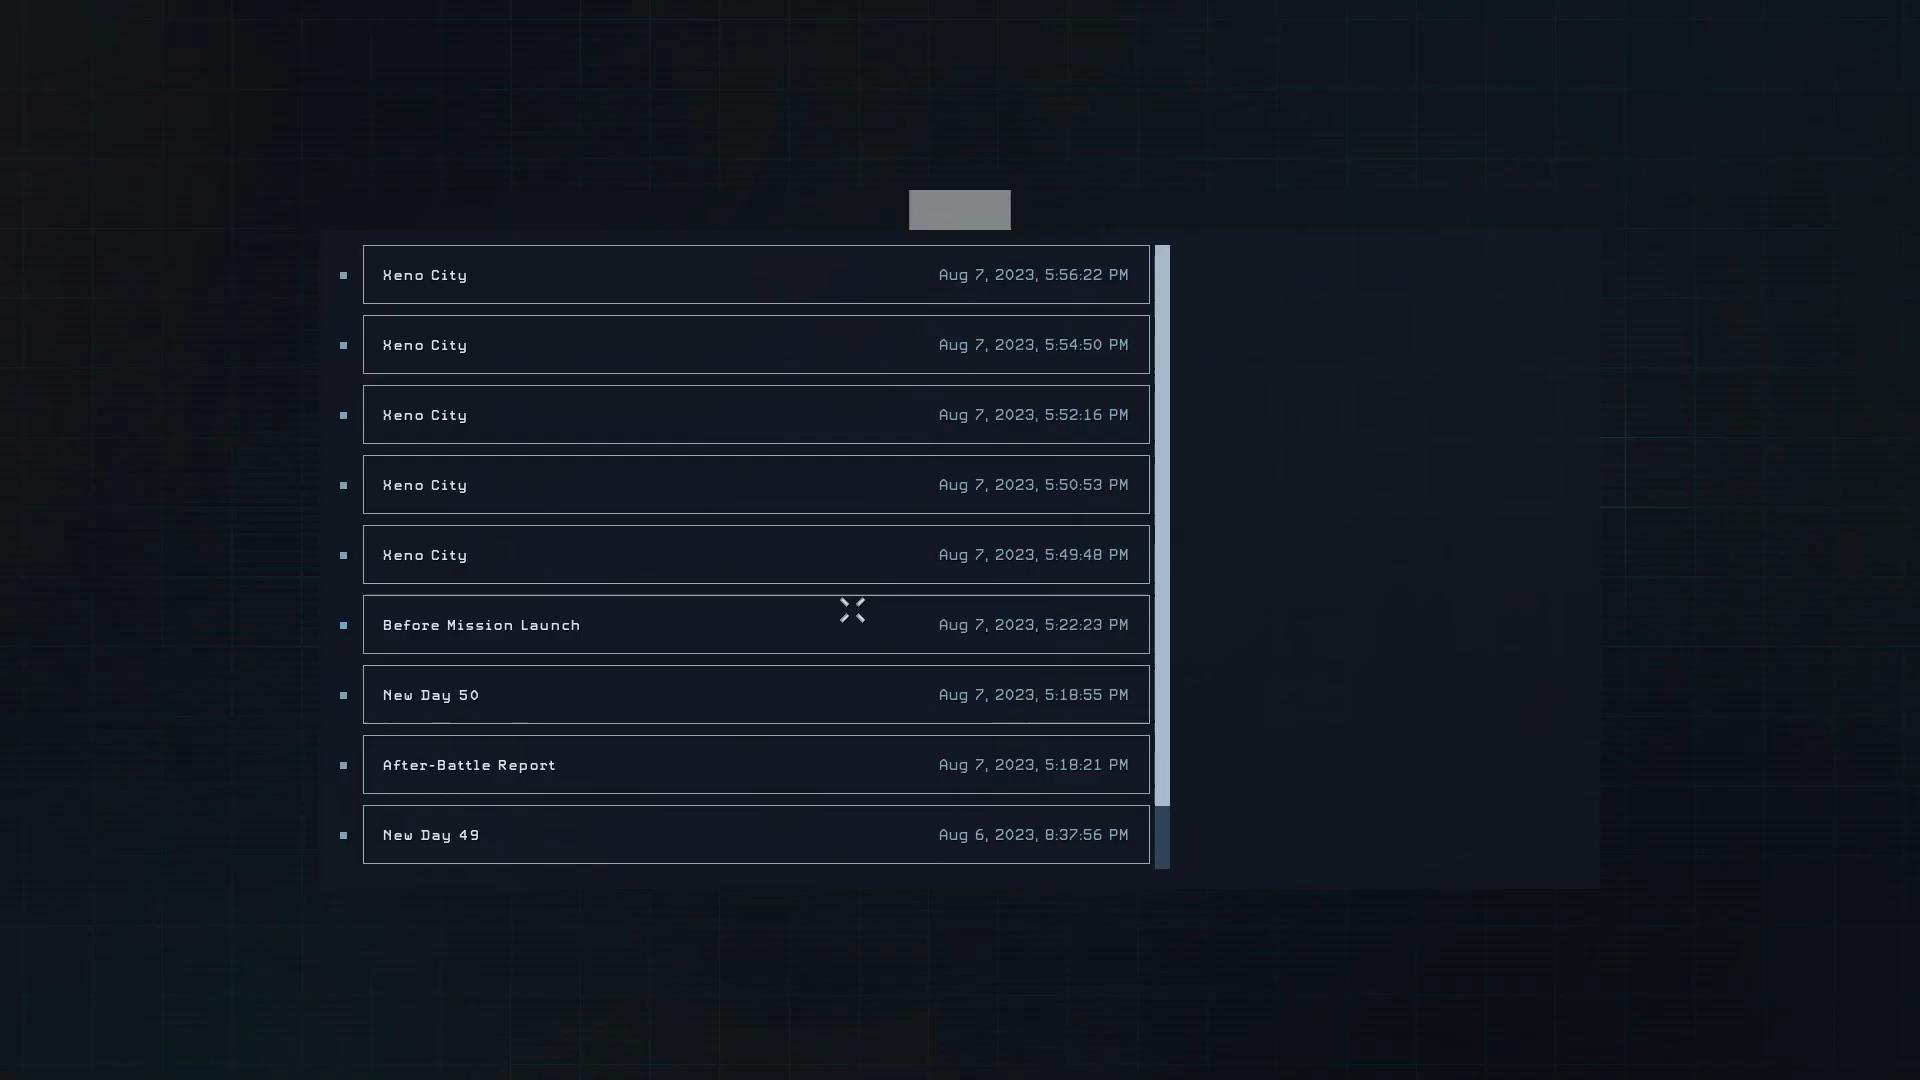 Xeno City Aug 7, 2023, 5:56:22 PM
Xeno City Aug 7, 2023, 5:54:50 PM
Xeno City Aug 7, 2023, 5:52:16 PM
Xeno City Aug 7, 2023, 5:50:53 PM
Xeno City Aug 7, 2023, 5:49:48 PM
Before Mission Launch Aug 7, 2023, 5:22:23 PM
New Day 50 Aug 7, 2023, 5:18:55 PM
After-Battle Report Aug 7, 2023, 5:18:21 PM
New Day 49 Aug 6, 2023, 8:37:56 PM